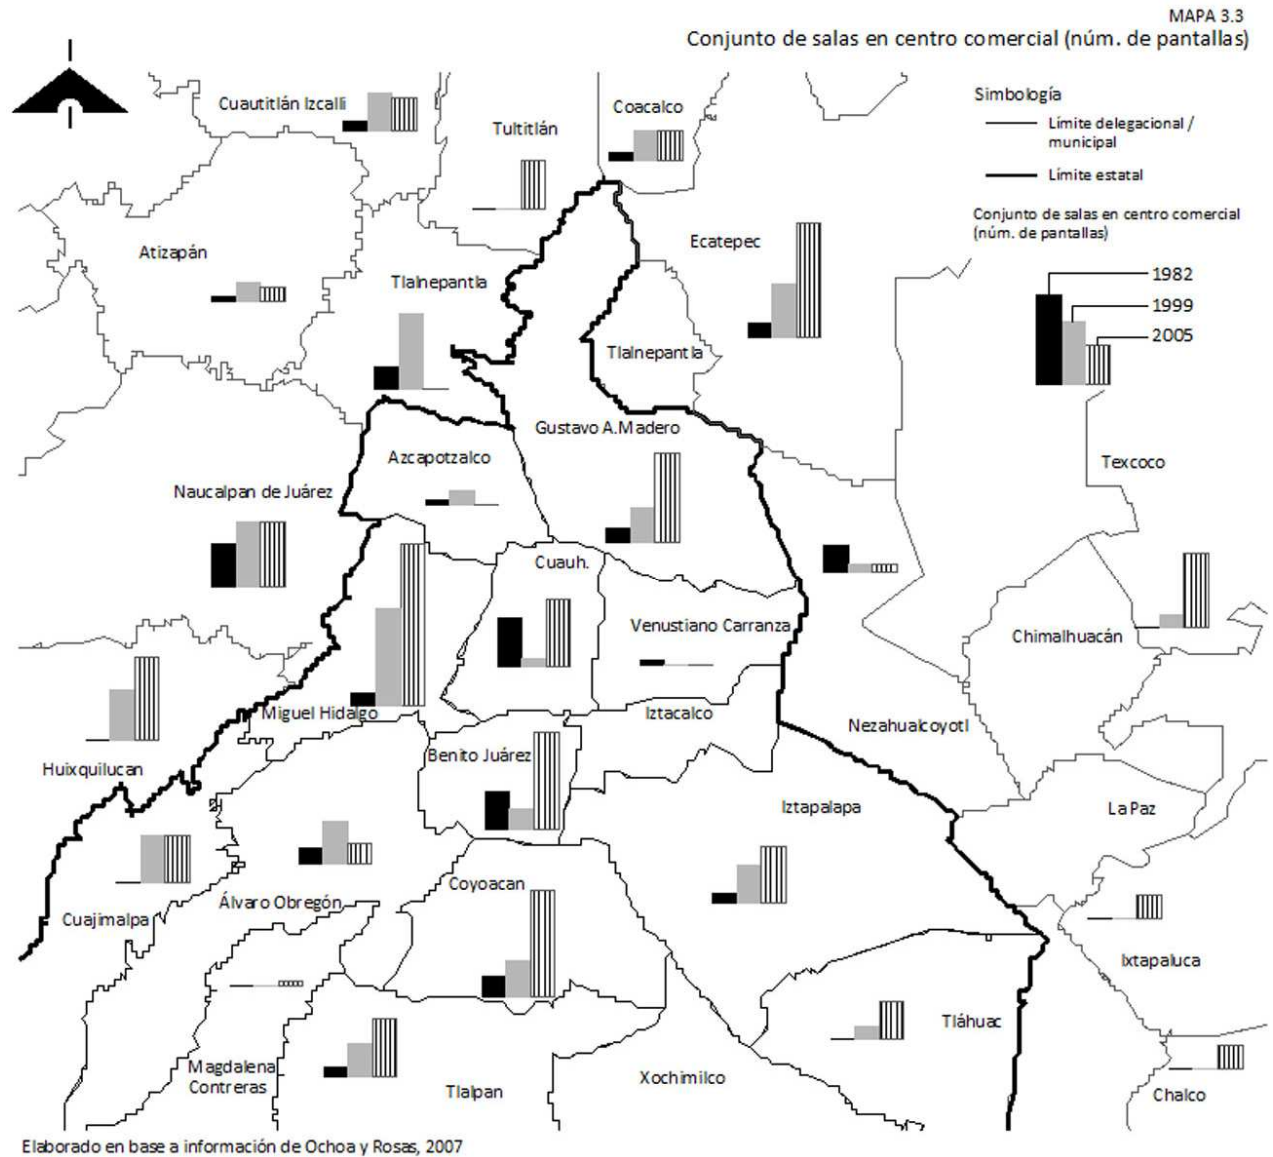 MAPA 3.3
Conjunto de salas en centro comercial (núm. de pantallas)
Simbología
Límite delegacional /
municipal
Límite estatal
Conjunto de salas en centro comercial
(núm. de pantallas)
1982
1999
2005
Cuautitlán Izcalli
Tultitlán
Coacalco
Atizapán
Tlalnepantla
Ecatepec
Tlalnepantla
Gustavo A.Madero
Azcapotzalco
Texcoco
Naucalpan de Juárez
Cuauh.
Venustiano Carranza
Chimalhuacán
Miguel Hidalgo
Iztacalco
Nezahualcoyotl
Huixquilucan
Benito Juárez
Iztapalapa
La Paz
Coyoacan
Álvaro Obregón
Cuajimalpa
Ixtapaluca
Tláhuac
Magdalena
Contreras
Tlalpan
Xochimilco
Chalco
Elaborado en base a información de Ochoa y Rosas, 2007